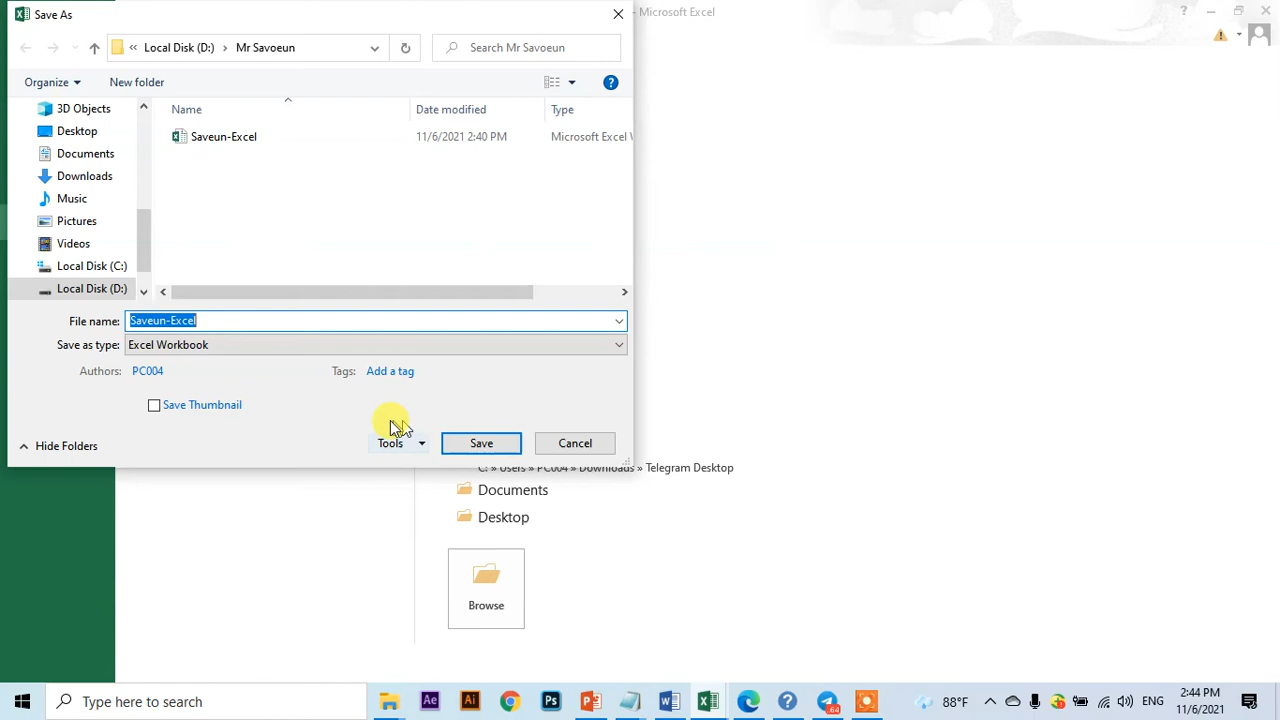 Save As
- Microsoft Excel
Local Disk (D:) Mr Savoeun
Search Mr Savoeun
Organize
New folder
Name
Date modified
Type
3D Objects
Desktop
Documents
Downloads
Music
Pictures
Videos
Local Disk (C:)
Local Disk (D:)
Saveun-Excel
11/6/2021 2:40 PM
Microsoft Excel W
File name:
Saveun-Excel
Save as type:
Excel Workbook
Authors:
PC004
Tags:
Add a tag
Save Thumbnail
Hide Folders
Tools
Save
Cancel
C: » Users » PC004 » Downloads » Telegram Desktop
Documents
Desktop
Browse
Type here to search
Ae
Ai
Ps
64
88°F
ENG
2:44 PM
11/6/2021